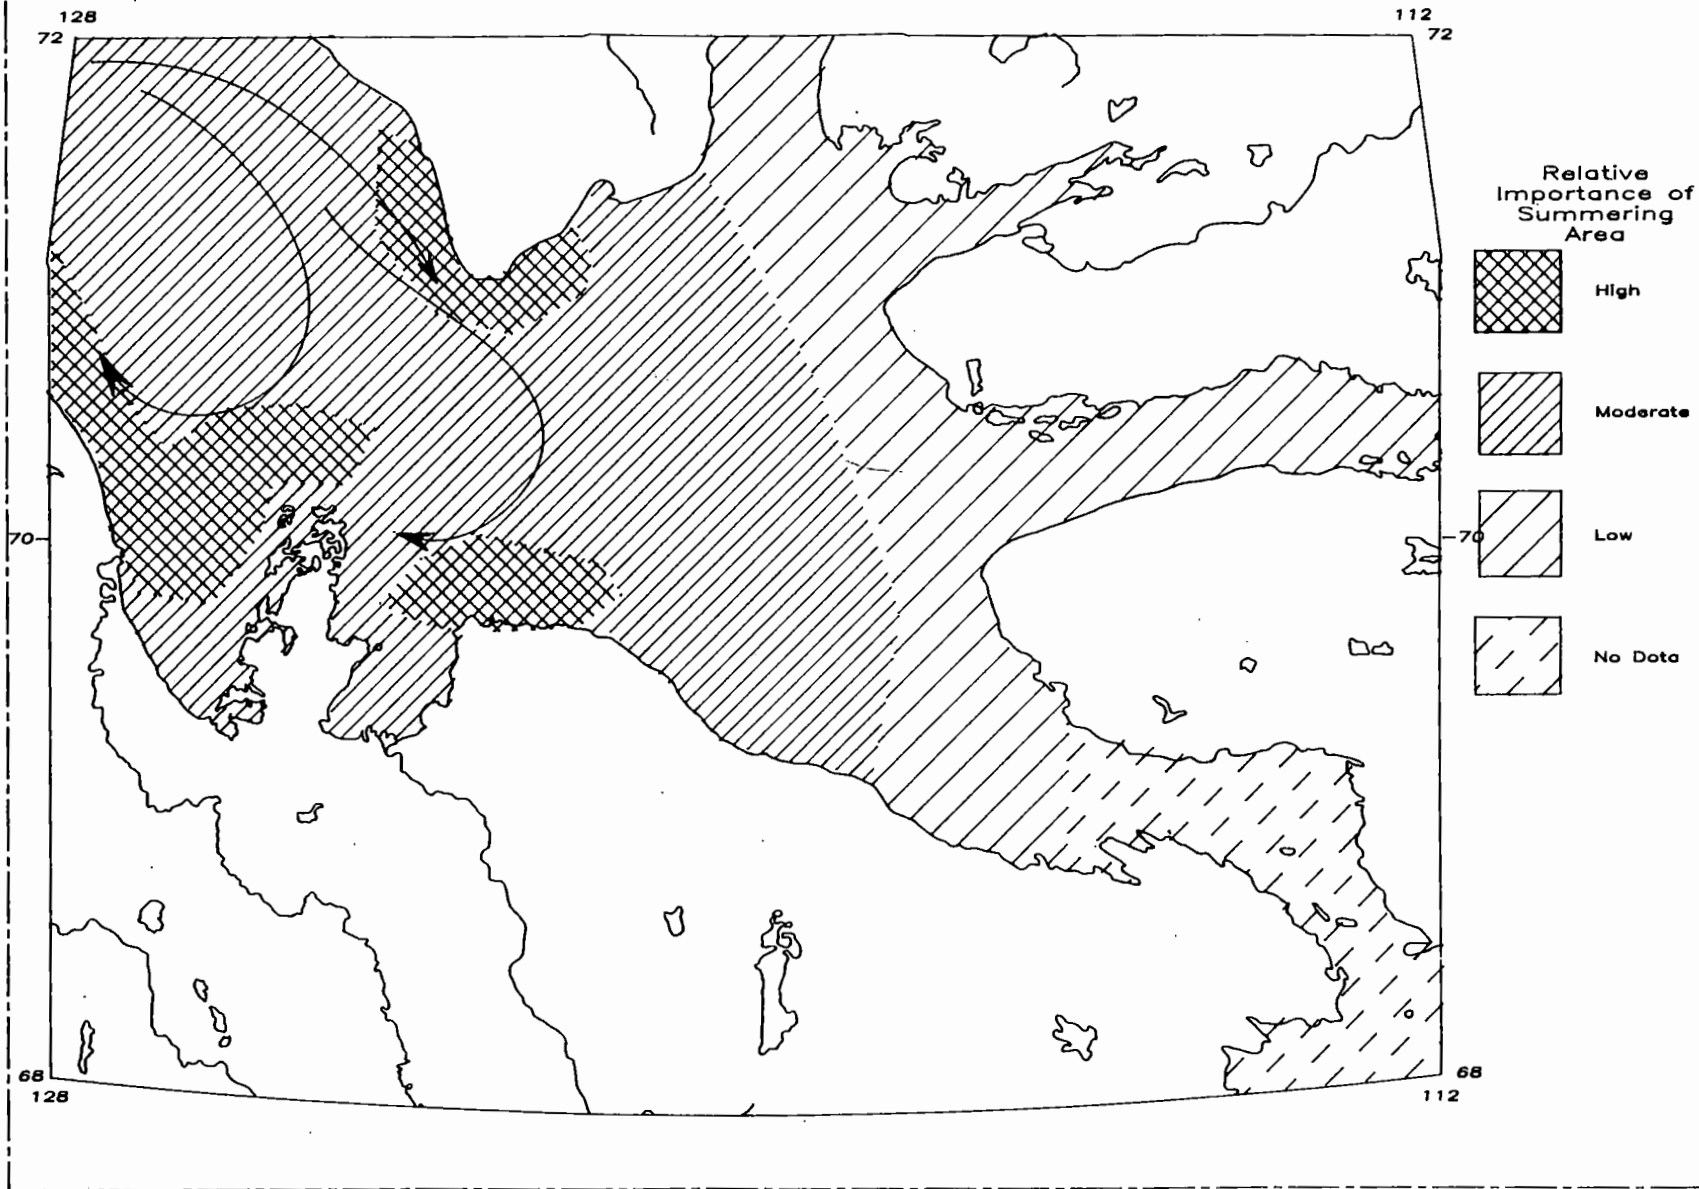 128
112
72
72
Relative
Importance of
Summering
Area
High
Moderate
70
70
Low
No Data
68
68
128
112